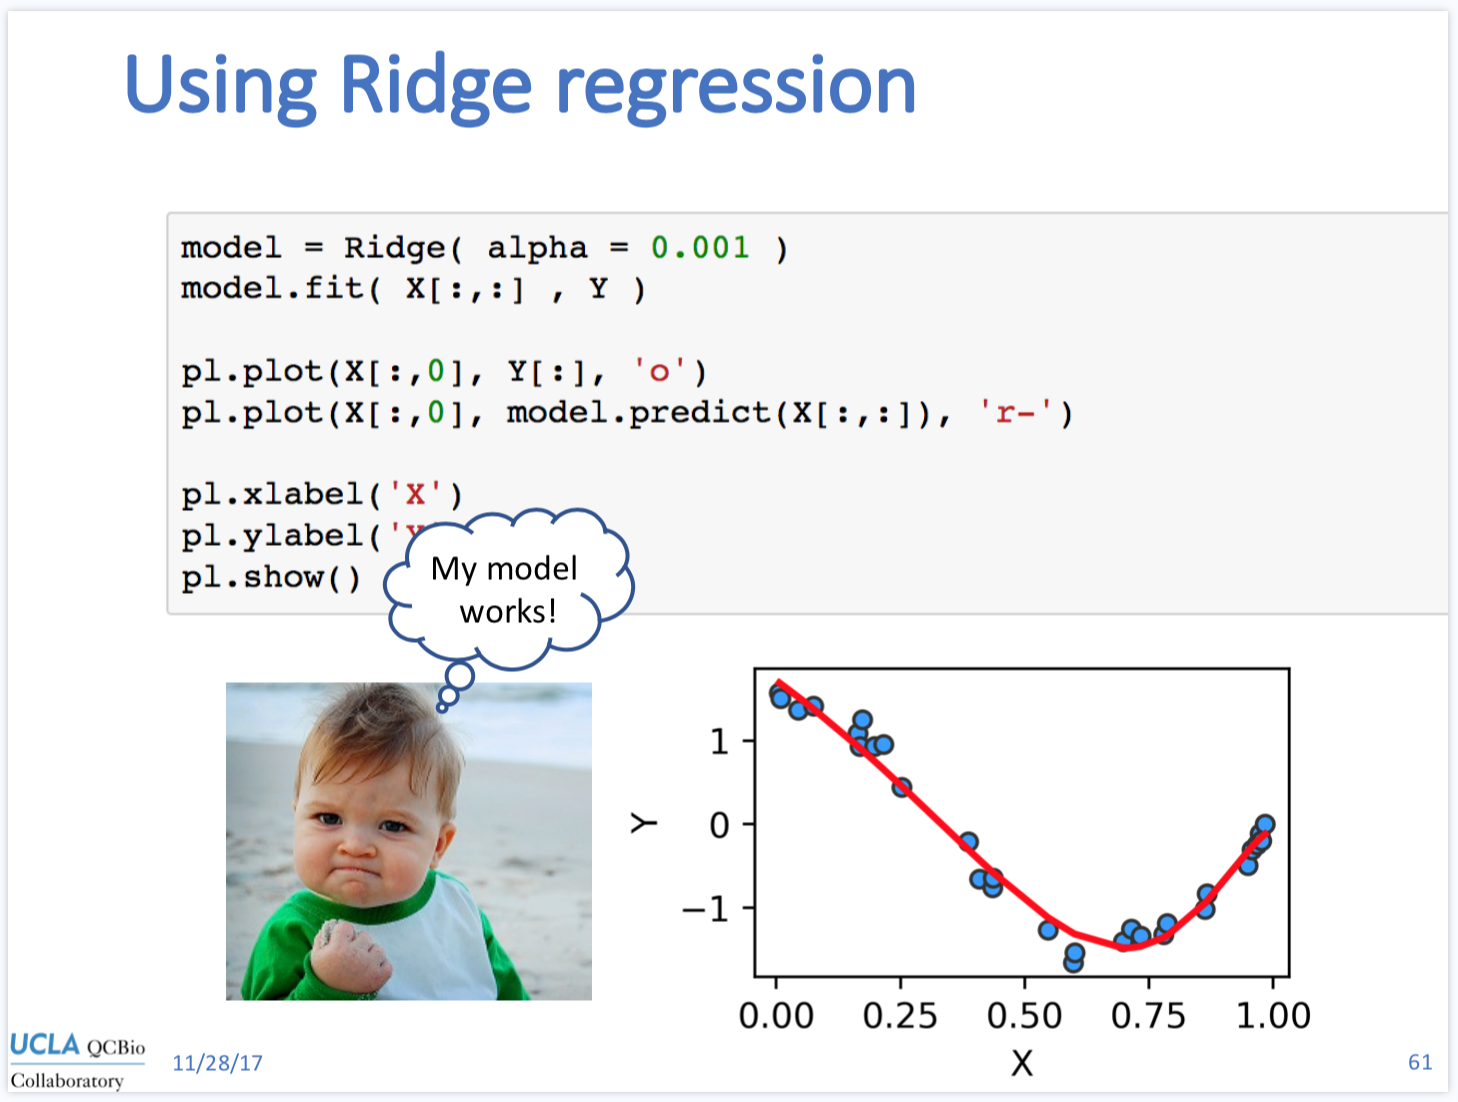 Using Ridge regression
model = Ridge( alpha = 0.001 )
model.fit( X[:,:] , Y )
pl.plot(X[:,0], Y[:], 'o')
pl.plot(X[:,0], model.predict(X[:,:]), 'r-')
pl.xlabel('X')
pl.ylabel('
pl.show()
My model
works!
1
0
−1
Y
0.00 0.25 0.50 0.75 1.00
X
UCLA QCBio
Collaboratory
11/28/17
61